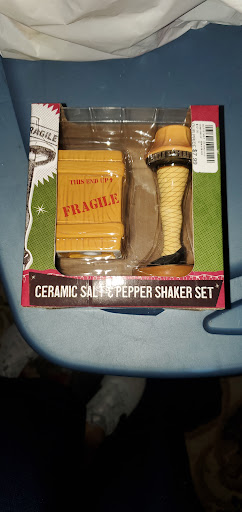 FRAGILE
THIS END UP
FRAGILE
CERAMIC SALT & PEPPER SHAKER SET